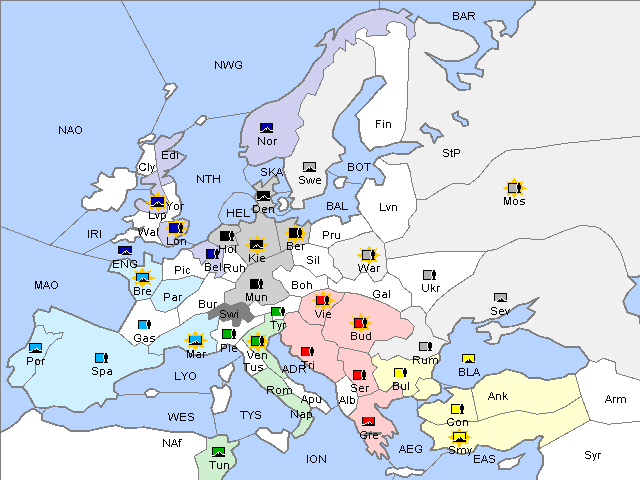 BAR
NWG
NAO
Fin
StP
Cly
Edi
Nor
SKA
Swe
BOT
NTH
Mos
Lvp
Yor
Den
BAL
Lvn
IRI
Wal
Lon
HEL
Hol
Kie
Ber
Pru
ENG
Bel
Ruh
Sil
War
MAO
Bre
Pic
Par
Mun
Boh
Gal
Ukr
Bur
Swi
Vie
Sev
Gas
Tyr
Bud
Por
Spa
Mar
Pie
Ven
Tri
Rum
BLA
LYO
Tus
ADR
Ser
Bul
Ank
Arm
WES
TYS
Rom
Apu
Alb
Con
NAf
Nap
Gre
Smy
Tun
ION
AEG
EAS
Syr